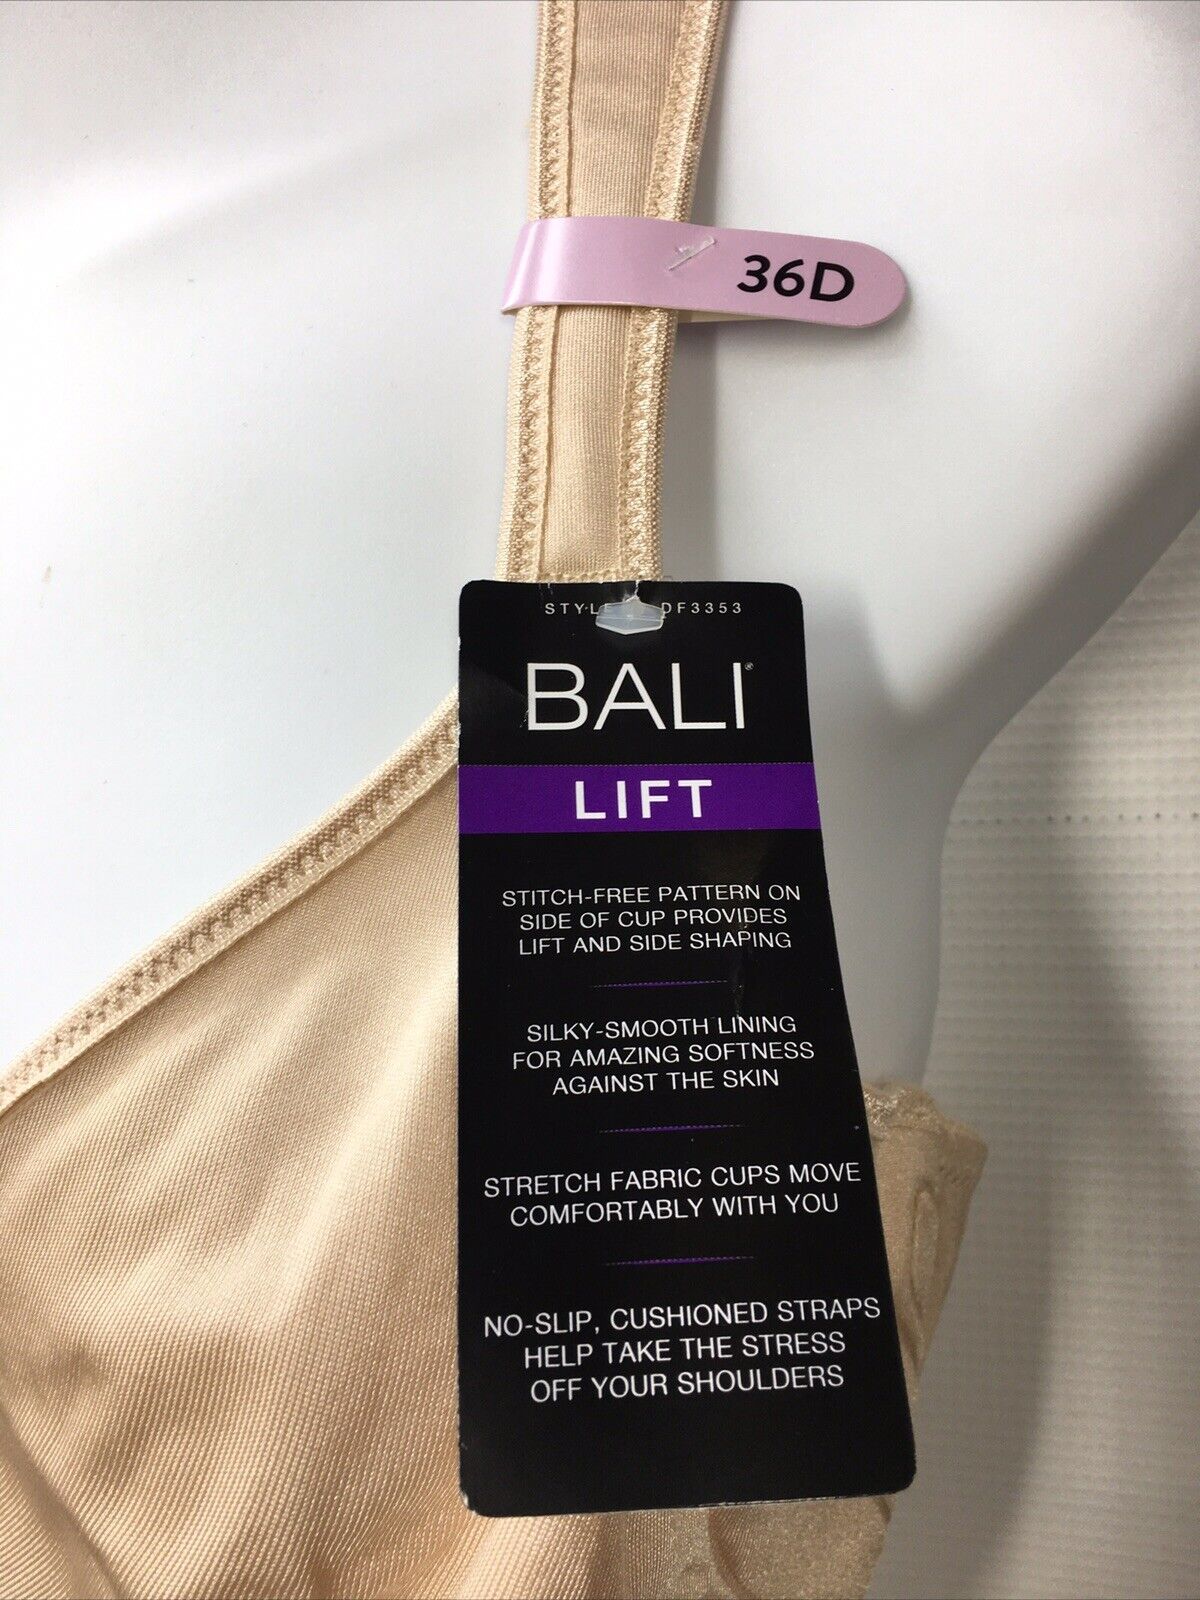 36D
STYLE DF3353
BALI®
LIFT
STITCH-FREE PATTERN ON
SIDE OF CUP PROVIDES
LIFT AND SIDE SHAPING
SILKY-SMOOTH LINING
FOR AMAZING SOFTNESS
AGAINST THE SKIN
STRETCH FABRIC CUPS MOVE
COMFORTABLY WITH YOU
NO-SLIP, CUSHIONED STRAPS
HELP TAKE THE STRESS
OFF YOUR SHOULDERS